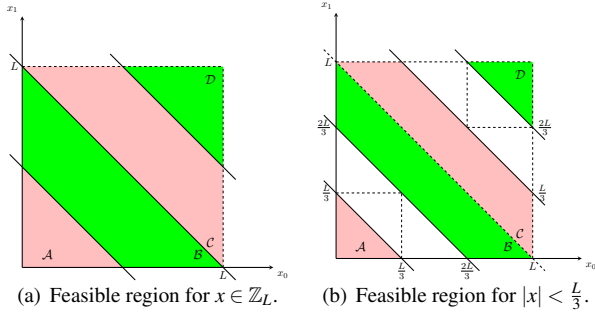 x₁
L
𝒟
𝒜
𝒞
ℬ
L
x₀
(a) Feasible region for x ∈ ℤ_L.
x₁
L
𝒟
2L/3
2L/3
L/3
L/3
𝒜
𝒞
ℬ
L/3
2L/3
L
x₀
(b) Feasible region for |x| < L/3.